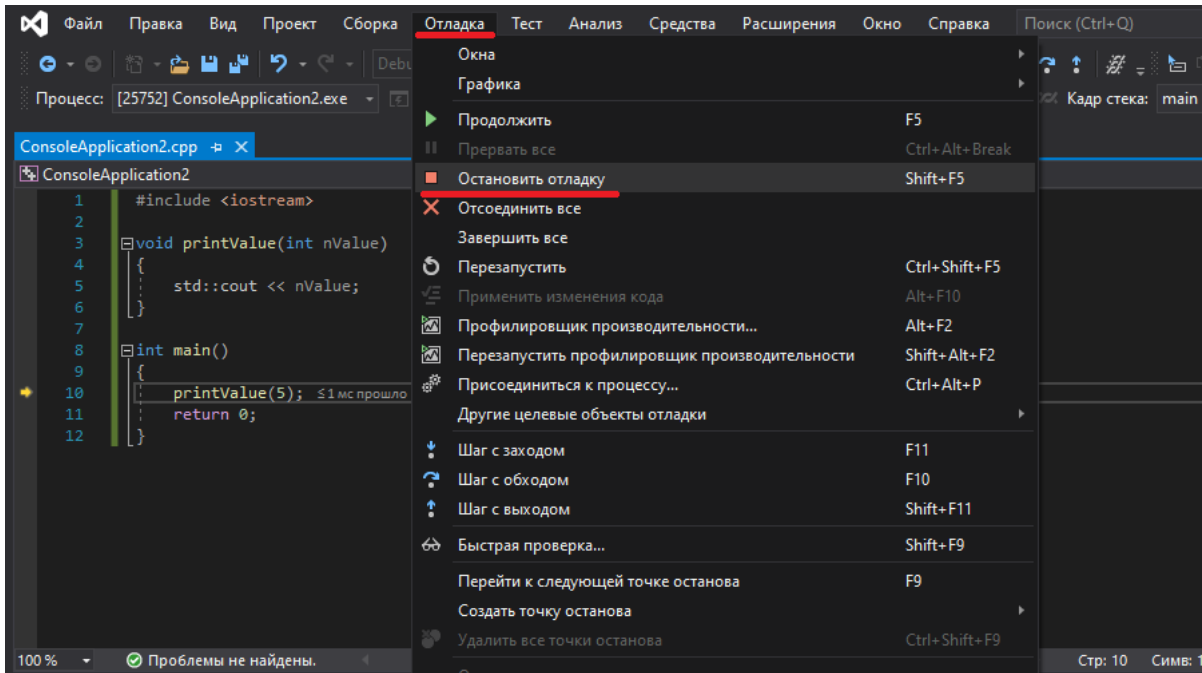 Файл Правка Вид Проект Сборка Отладка Тест Анализ Средства Расширения Окно Справка Поиск (Ctrl+Q)
Процесс: [25752] ConsoleApplication2.exe
Кадр стека: main
ConsoleApplication2.cpp
ConsoleApplication2
1 #include <iostream>
2
3 void printValue(int nValue)
4 {
5 std::cout << nValue;
6 }
7
8 int main()
9 {
10 printValue(5); ≤1 мс прошло
11 return 0;
12 }
Окна
Графика
Продолжить F5
Прервать все Ctrl+Alt+Break
Остановить отладку Shift+F5
Отсоединить все
Завершить все
Перезапустить Ctrl+Shift+F5
Применить изменения кода Alt+F10
Профилировщик производительности... Alt+F2
Перезапустить профилировщик производительности Shift+Alt+F2
Присоединиться к процессу... Ctrl+Alt+P
Другие целевые объекты отладки
Шаг с заходом F11
Шаг с обходом F10
Шаг с выходом Shift+F11
Быстрая проверка... Shift+F9
Перейти к следующей точке останова F9
Создать точку останова
Удалить все точки останова Ctrl+Shift+F9
100 % Проблемы не найдены. Стр: 10 Симв: 1